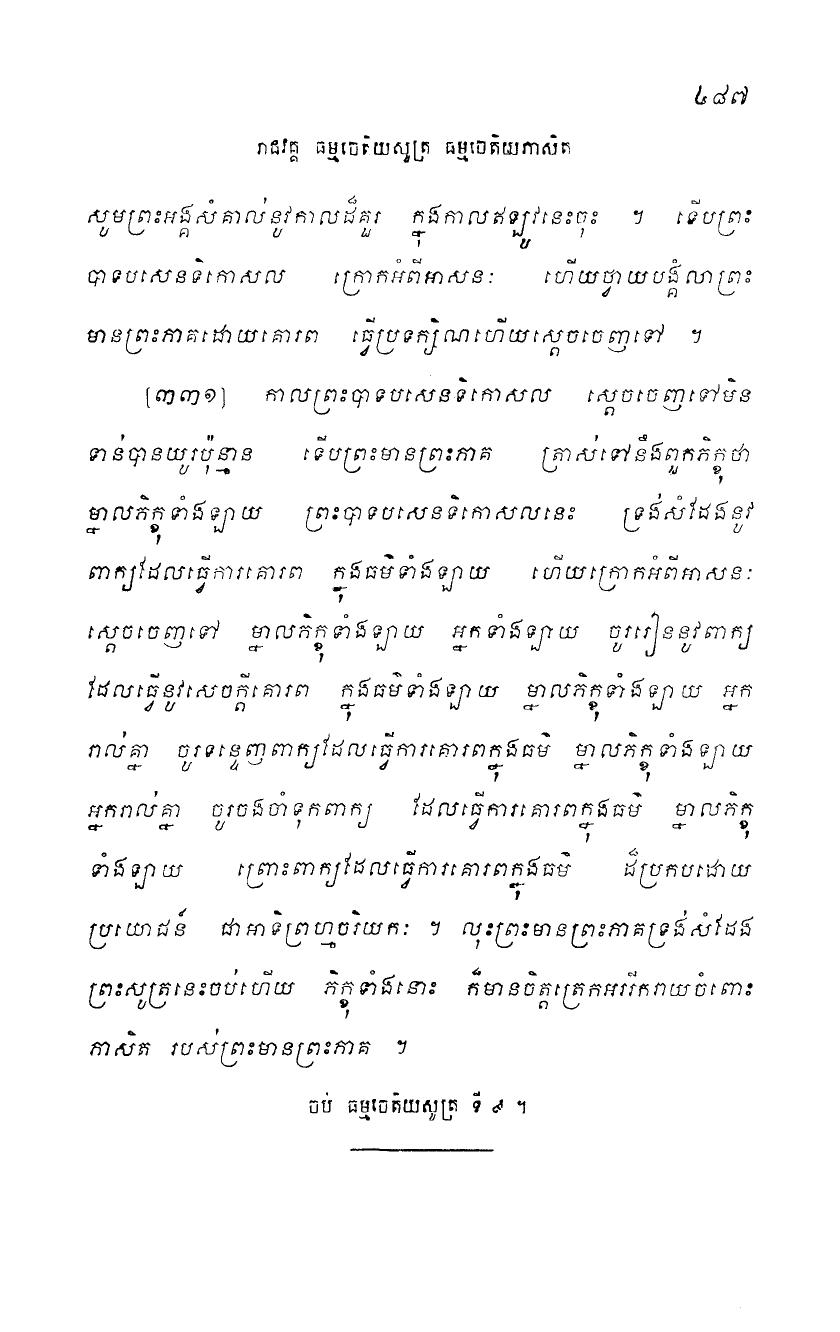 ៤៨៧
រាជវគ្គ ធម្មចេតិយសូត្រ ធម្មចេតិយភាសិត
សូមព្រះអង្គសំគាល់នូវកាលដ៏គួរ ក្នុងកាលឥឡូវនេះចុះ ។ ទើបព្រះ
បាទបសេនទិកោសល ក្រោកអំពីអាសនៈ ហើយថ្វាយបង្គំលាព្រះ
មានព្រះភាគដោយគោរព ធ្វើប្រទក្សិណហើយស្តេចចេញទៅ ។
[៣៣១] កាលព្រះបាទបសេនទិកោសល ស្តេចចេញទៅមិន
ទាន់បានយូរប៉ុន្មាន ទើបព្រះមានព្រះភាគ ត្រាស់ទៅនឹងពួកភិក្ខុថា
ម្នាលភិក្ខុទាំងឡាយ ព្រះបាទបសេនទិកោសលនេះ ទ្រង់សំដែងនូវ
ពាក្យដែលធ្វើការគោរព ក្នុងធម៌ទាំងឡាយ ហើយក្រោកអំពីអាសនៈ
ស្តេចចេញទៅ ម្នាលភិក្ខុទាំងឡាយ អ្នកទាំងឡាយ ចូររៀននូវពាក្យ
ដែលធ្វើនូវសេចក្តីគោរព ក្នុងធម៌ទាំងឡាយ ម្នាលភិក្ខុទាំងឡាយ អ្នក
រាល់គ្នា ចូរទន្ទេញពាក្យដែលធ្វើការគោរពក្នុងធម៌ ម្នាលភិក្ខុទាំងឡាយ
អ្នករាល់គ្នា ចូរចងចាំទុកពាក្យ ដែលធ្វើការគោរពក្នុងធម៌ ម្នាលភិក្ខុ
ទាំងឡាយ ព្រោះពាក្យដែលធ្វើការគោរពក្នុងធម៌ ដ៏ប្រកបដោយ
ប្រយោជន៍ ជាអាទិព្រហ្មចរិយកៈ ។ លុះព្រះមានព្រះភាគទ្រង់សំដែង
ព្រះសូត្រនេះចប់ហើយ ភិក្ខុទាំងនោះ ក៏មានចិត្តត្រេកអររីករាយចំពោះ
ភាសិត របស់ព្រះមានព្រះភាគ ។
ចប់ ធម្មចេតិយសូត្រ ទី ៩ ។